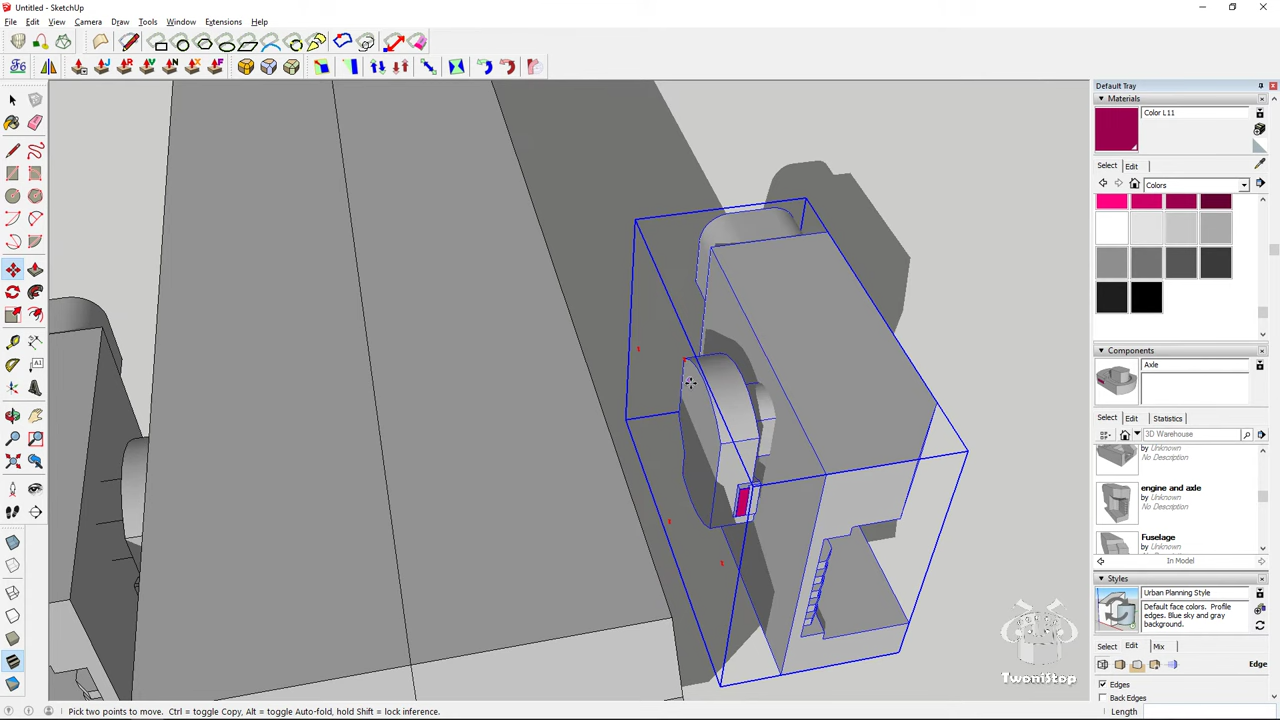 Untitled - SketchUp
File Edit View Camera Draw Tools Window Extensions Help
Default Tray
Materials
Color L11
Select Edit
Colors
Components
Axle
Select Edit Statistics
3D Warehouse
by Unknown
No Description
engine and axle
by Unknown
No Description
Fuselage
by Unknown
No Description
In Model
Styles
Urban Planning Style
Default face colors. Profile
edges. Blue sky and gray
background.
Select Edit Mix
Edge
Edges
Back Edges
TwoniStop
Pick two points to move. Ctrl = toggle Copy, Alt = toggle Auto-fold, hold Shift = lock inference.
Length